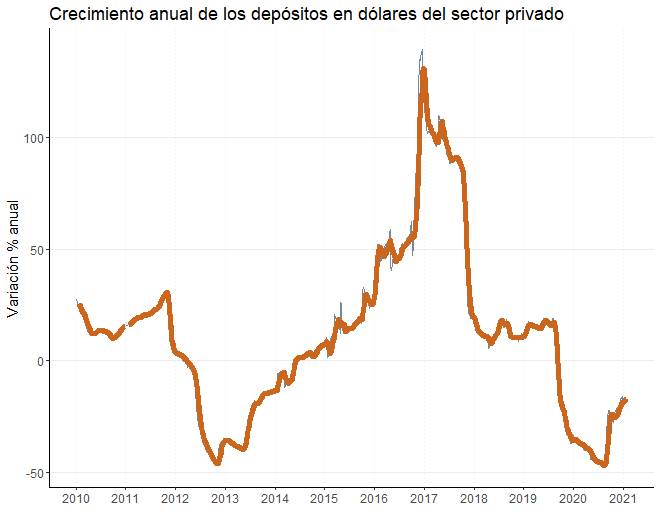 Crecimiento anual de los depósitos en dólares del sector privado
Variación % anual
100
50
0
-50
2010 2011 2012 2013 2014 2015 2016 2017 2018 2019 2020 2021